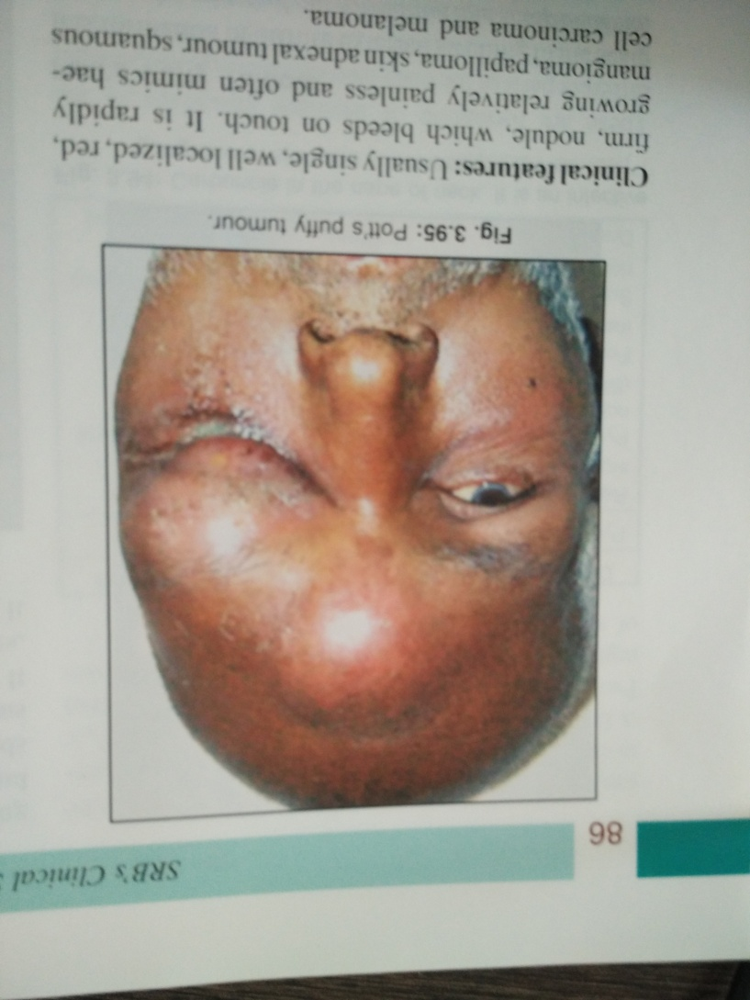 86
SRB's Clinical
Fig. 3.95: Pott's puffy tumour.
Clinical features: Usually single, well localized, red,
firm, nodule, which bleeds on touch. It is rapidly
growing relatively painless and often mimics hae-
mangioma, papilloma, skin adnexal tumour, squamous
cell carcinoma and melanoma.